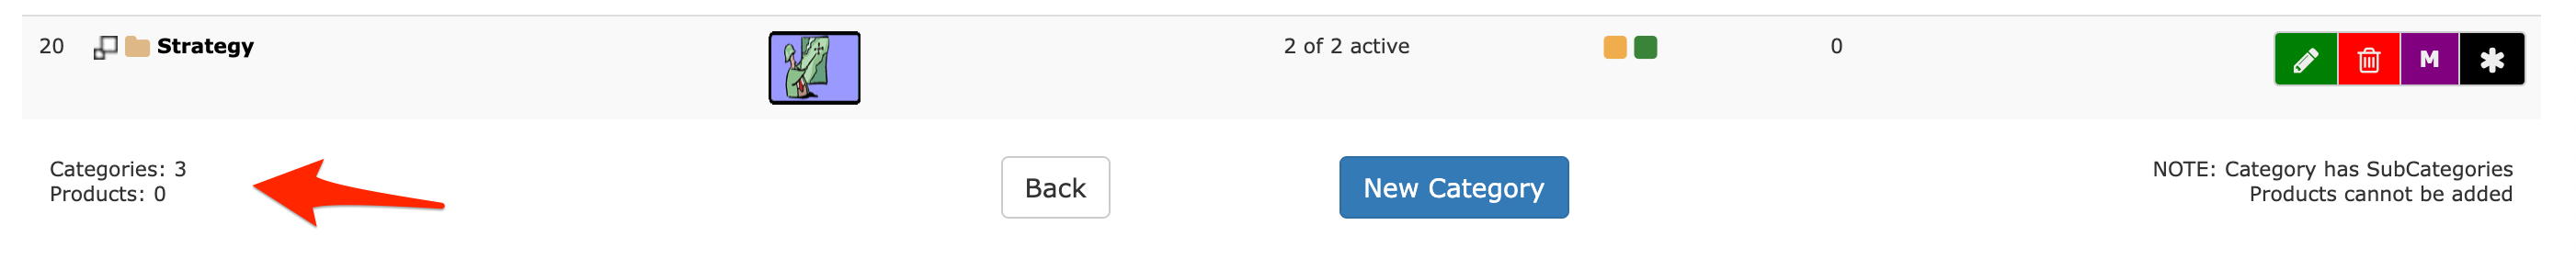 20 Strategy 2 of 2 active 0 M
Categories: 3
Products: 0
Back
New Category
NOTE: Category has SubCategories
Products cannot be added